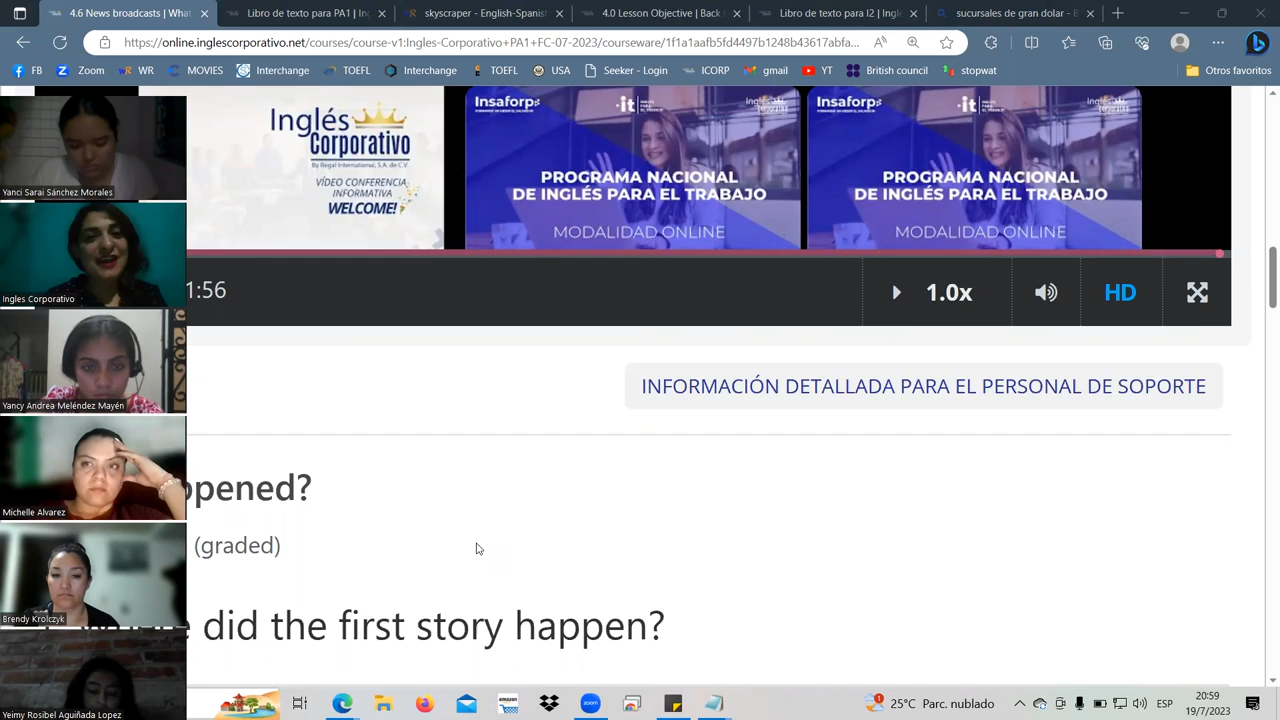 4.6 News broadcasts | What
Libro de texto para PA1 | Ing
skyscraper - English-Spanis
4.0 Lesson Objective | Back
Libro de texto para I2 | Ingl
sucursales de gran dolar - B
https://online.inglescorporativo.net/courses/course-v1:Ingles-Corporativo+PA1+FC-07-2023/courseware/1f1a1aafb5fd4497b1248b43617abfa...
FB Zoom WR MOVIES Interchange TOEFL Interchange TOEFL USA Seeker - Login ICORP gmail YT British council stopwat Otros favoritos
Yanci Sarai Sánchez Morales
Ingles Corporativo
Yancy Andrea Meléndez Mayén
Michelle Alvarez
Brendy Krolczyk
Yeimy Rosibel Aguiñada Lopez
Inglés
Corporativo
By Regal International, S.A. de C.V.
VÍDEO CONFERENCIA
INFORMATIVA
WELCOME!
Insaforp
it
PROGRAMA NACIONAL
DE INGLÉS PARA EL TRABAJO
MODALIDAD ONLINE
Insaforp
it
PROGRAMA NACIONAL
DE INGLÉS PARA EL TRABAJO
MODALIDAD ONLINE
1:56
1.0x
HD
INFORMACIÓN DETALLADA PARA EL PERSONAL DE SOPORTE
ppened?
(graded)
did the first story happen?
25°C Parc. nublado
ESP
20:59
19/7/2023